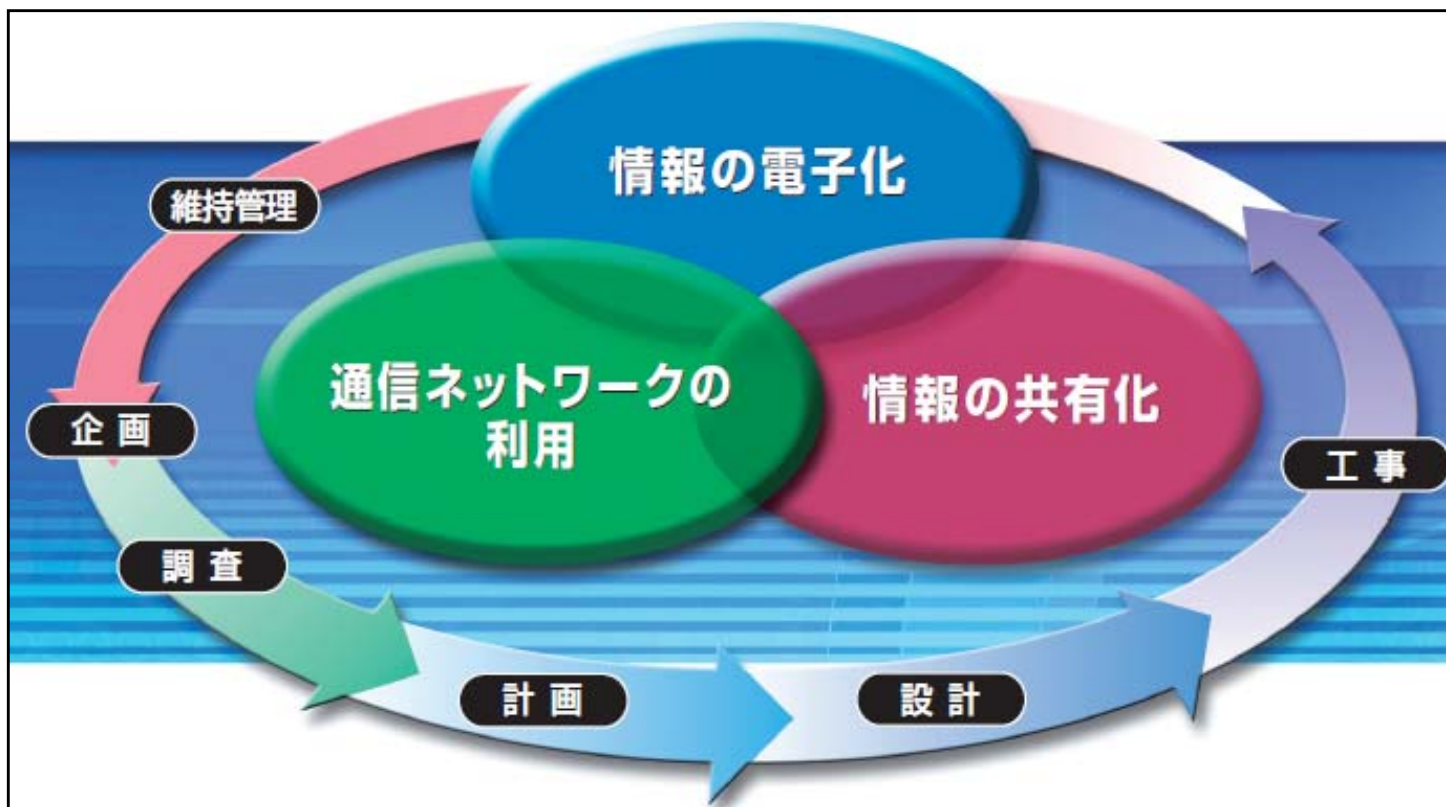 情報の電子化
維持管理
通信ネットワークの
利用
情報の共有化
企画
工事
調査
計画
設計